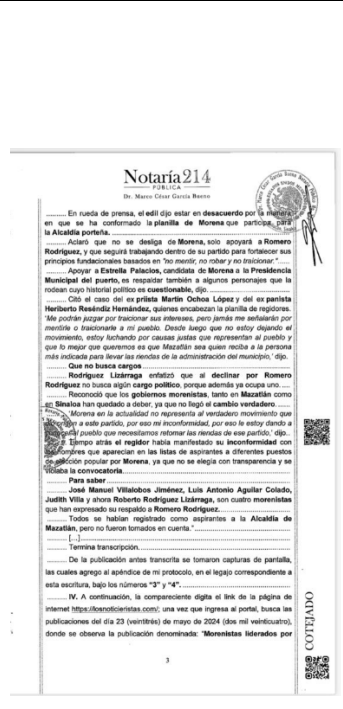 Notaría214
PÚBLICA
Dr. Marco César García Bueno
.......... En rueda de prensa, el edil dijo estar en desacuerdo por la manera
en que se ha conformado la planilla de Morena que participa para
la Alcaldía porteña.
.......... Aclaró que no se desliga de Morena, solo apoyará a Romero
Rodríguez, y que seguirá trabajando dentro de su partido para fortalecer sus
principios fundacionales basados en "no mentir, no robar y no traicionar."
.......... Apoyar a Estrella Palacios, candidata de Morena a la Presidencia
Municipal del puerto, es respaldar también a algunos personajes que la
rodean cuyo historial político es cuestionable, dijo.
.......... Citó el caso del ex priista Martín Ochoa López y del ex panista
Heriberto Reséndiz Hernández, quienes encabezan la planilla de regidores.
'Me podrán juzgar por traicionar sus intereses, pero jamás me señalarán por
mentirle o traicionarle a mi pueblo. Desde luego que no estoy dejando el
movimiento, estoy luchando por causas justas que representan al pueblo y
que lo mejor que queremos es que Mazatlán sea quien reciba a la persona
más indicada para llevar las riendas de la administración del municipio,' dijo.
.......... Que no busca cargos
.......... Rodríguez Lizárraga enfatizó que al declinar por Romero
Rodríguez no busca algún cargo político, porque además ya ocupa uno.....
.......... Reconoció que los gobiernos morenistas, tanto en Mazatlán como
en Sinaloa han quedado a deber, ya que no llegó el cambio verdadero.
.......... 'Morena en la actualidad no representa al verdadero movimiento que
a este partido, por eso mi inconformidad, por eso le estoy dando a
pueblo que necesitamos retomar las riendas de ese partido,' dijo..
.......... Tiempo atrás el regidor había manifestado su inconformidad con
nombres que aparecían en las listas de aspirantes a diferentes puestos
de elección popular por Morena, ya que no se elegía con transparencia y se
violaba la convocatoria.
.......... Para saber
.......... José Manuel Villalobos Jiménez, Luis Antonio Aguilar Colado,
Judith Villa y ahora Roberto Rodríguez Lizárraga, son cuatro morenistas
que han expresado su respaldo a Romero Rodríguez.
.......... Todos se habían registrado como aspirantes a la Alcaldía de
Mazatlán, pero no fueron tomados en cuenta."
.......... [...]
.......... Termina transcripción.
.......... De la publicación antes transcrita se tomaron capturas de pantalla,
las cuales agrego al apéndice de mi protocolo, en el legajo correspondiente a
esta escritura, bajo los números "3" y "4".
.......... IV. A continuación, la compareciente digita el link de la página de
internet https://losnoticieristas.com/; una vez que ingresa al portal, busca las
publicaciones del día 23 (veintitrés) de mayo de 2024 (dos mil veinticuatro),
donde se observa la publicación denominada: "Morenistas liderados por
3
COTEJADO